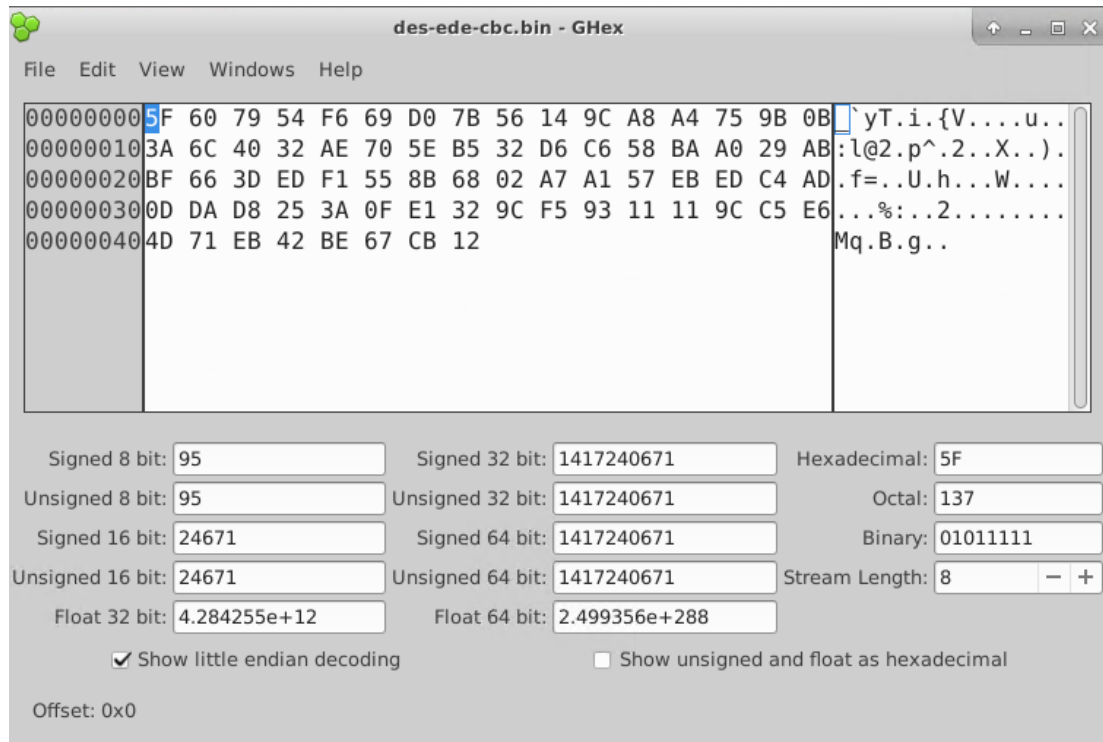 des-ede-cbc.bin - GHex
File Edit View Windows Help
00000000 5F 60 79 54 F6 69 D0 7B 56 14 9C A8 A4 75 9B 0B _`yT.i.{V....u..
00000010 3A 6C 40 32 AE 70 5E B5 32 D6 C6 58 BA A0 29 AB :l@2.p^.2..X..).
00000020 BF 66 3D ED F1 55 8B 68 02 A7 A1 57 EB ED C4 AD .f=..U.h...W....
00000030 0D DA D8 25 3A 0F E1 32 9C F5 93 11 11 9C C5 E6 ...%:..2........
00000040 4D 71 EB 42 BE 67 CB 12 Mq.B.g..
Signed 8 bit: 95 Signed 32 bit: 1417240671 Hexadecimal: 5F
Unsigned 8 bit: 95 Unsigned 32 bit: 1417240671 Octal: 137
Signed 16 bit: 24671 Signed 64 bit: 1417240671 Binary: 01011111
Unsigned 16 bit: 24671 Unsigned 64 bit: 1417240671 Stream Length: 8 − +
Float 32 bit: 4.284255e+12 Float 64 bit: 2.499356e+288
Show little endian decoding Show unsigned and float as hexadecimal
Offset: 0x0